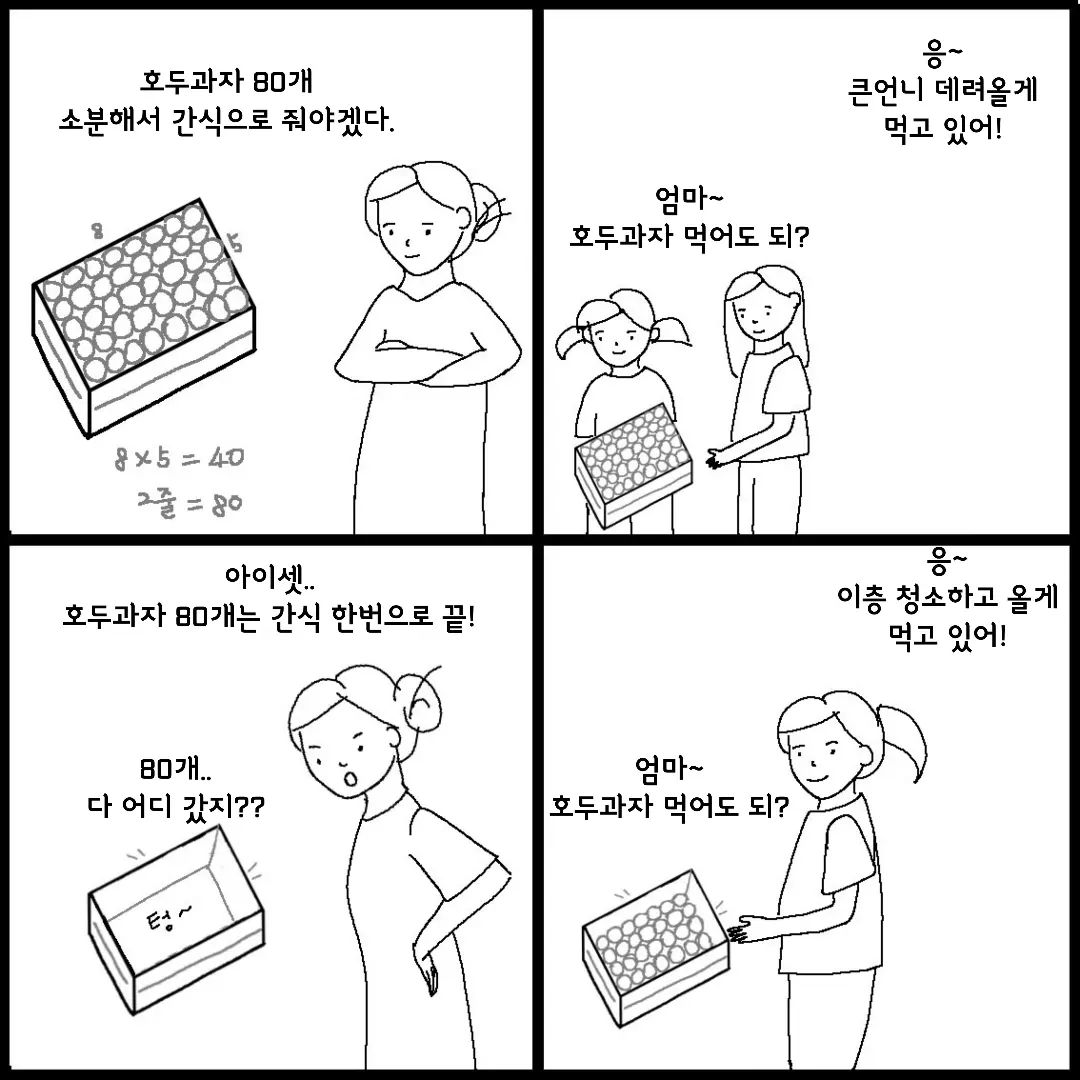 호두과자 80개
소분해서 간식으로 줘야겠다.
8
5
8×5=40
2줄=80
엄마~
호두과자 먹어도 되?
응~
큰언니 데려올게
먹고 있어!
아이셋..
호두과자 80개는 간식 한번으로 끝!
80개..
다 어디 갔지??
텅~
엄마~
호두과자 먹어도 되?
응~
이층 청소하고 올게
먹고 있어!